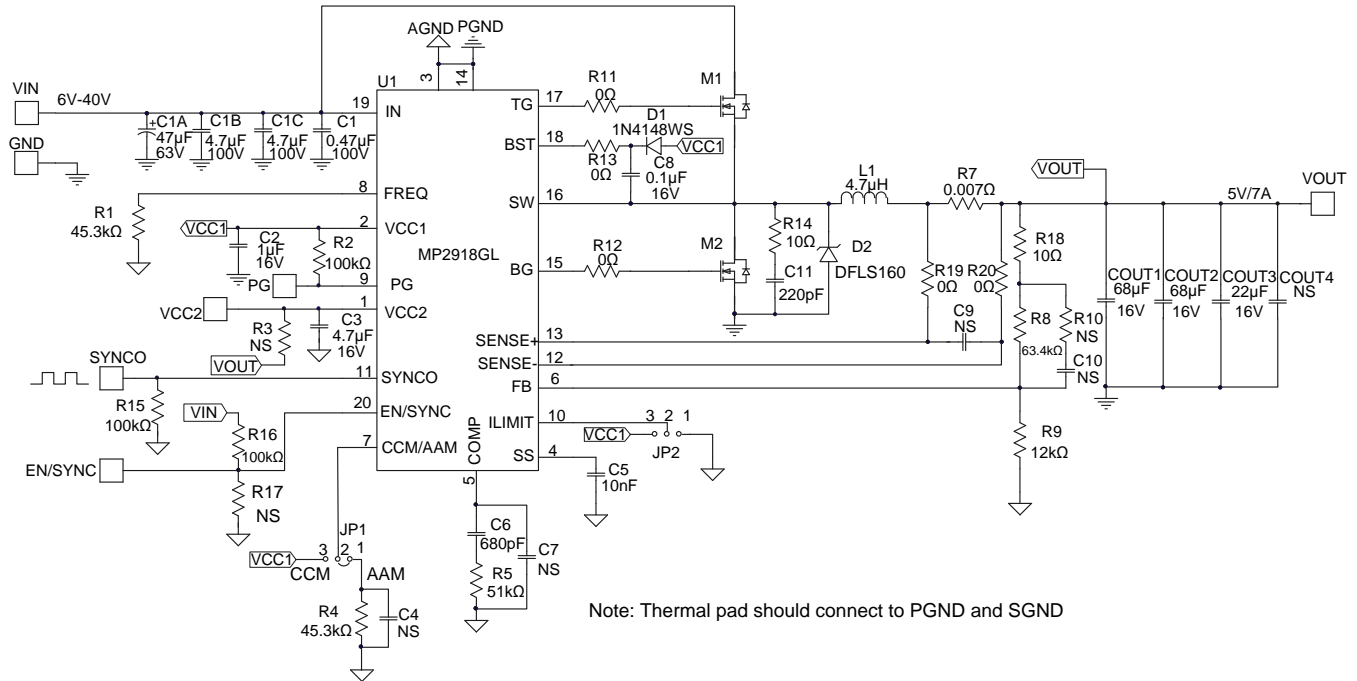 AGND PGND
3
14
U1
VIN
6V-40V
GND
+C1A
47µF
63V
C1B
4.7µF
100V
C1C
4.7µF
100V
C1
0.47µF
100V
19
IN
8
FREQ
R1
45.3kΩ
VCC1
2
VCC1
C2
1µF
16V
R2
100kΩ
PG
9
PG
VCC2
1
VCC2
R3
NS
C3
4.7µF
16V
VOUT
SYNCO
11
SYNCO
R15
100kΩ
20
EN/SYNC
VIN
R16
100kΩ
EN/SYNC
R17
NS
7
CCM/AAM
JP1
VCC1
3 2 1
CCM
AAM
R4
45.3kΩ
C4
NS
MP2918GL
COMP
5
C6
680pF
R5
51kΩ
C7
NS
TG
17
R11
0Ω
M1
BST
18
R13
0Ω
D1
1N4148WS
VCC1
C8
0.1µF
16V
SW
16
L1
4.7µH
R7
0.007Ω
VOUT
5V/7A
VOUT
BG
15
R12
0Ω
M2
R14
10Ω
C11
220pF
D2
DFLS160
R19
0Ω
R20
0Ω
C9
NS
R18
10Ω
R8
63.4kΩ
R10
NS
C10
NS
R9
12kΩ
COUT1
68µF
16V
COUT2
68µF
16V
COUT3
22µF
16V
COUT4
NS
SENSE+
13
SENSE-
12
FB
6
ILIMIT
10
VCC1
3 2 1
JP2
SS
4
C5
10nF
Note: Thermal pad should connect to PGND and SGND